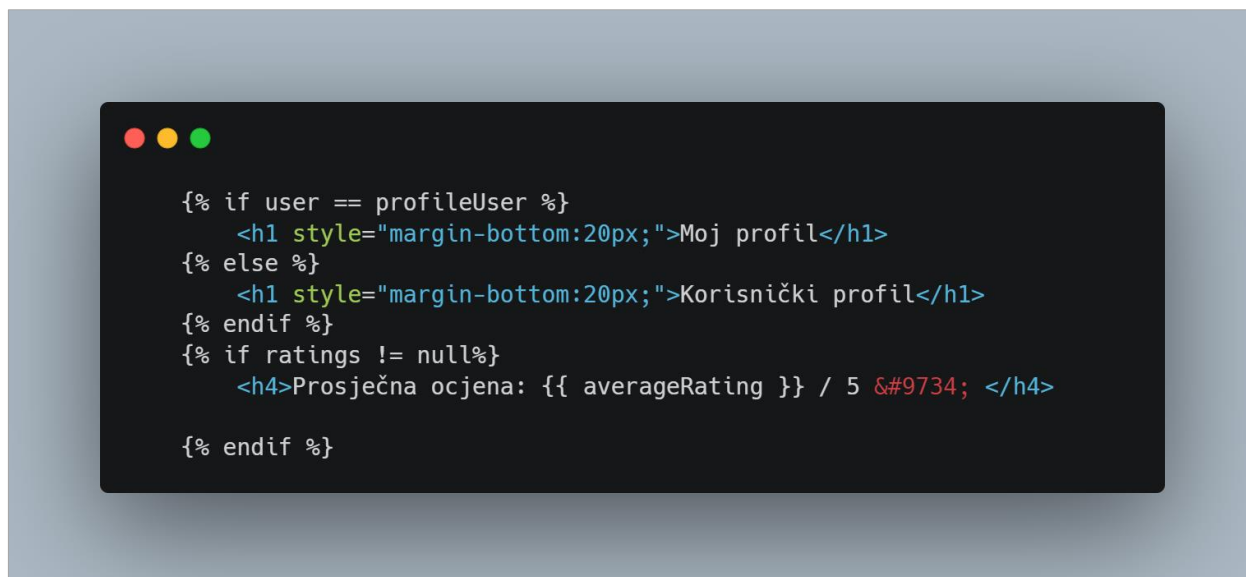 {% if user == profileUser %}
<h1 style="margin-bottom:20px;">Moj profil</h1>
{% else %}
<h1 style="margin-bottom:20px;">Korisnički profil</h1>
{% endif %}
{% if ratings != null%}
<h4>Prosječna ocjena: {{ averageRating }} / 5 &#9734; </h4>
{% endif %}